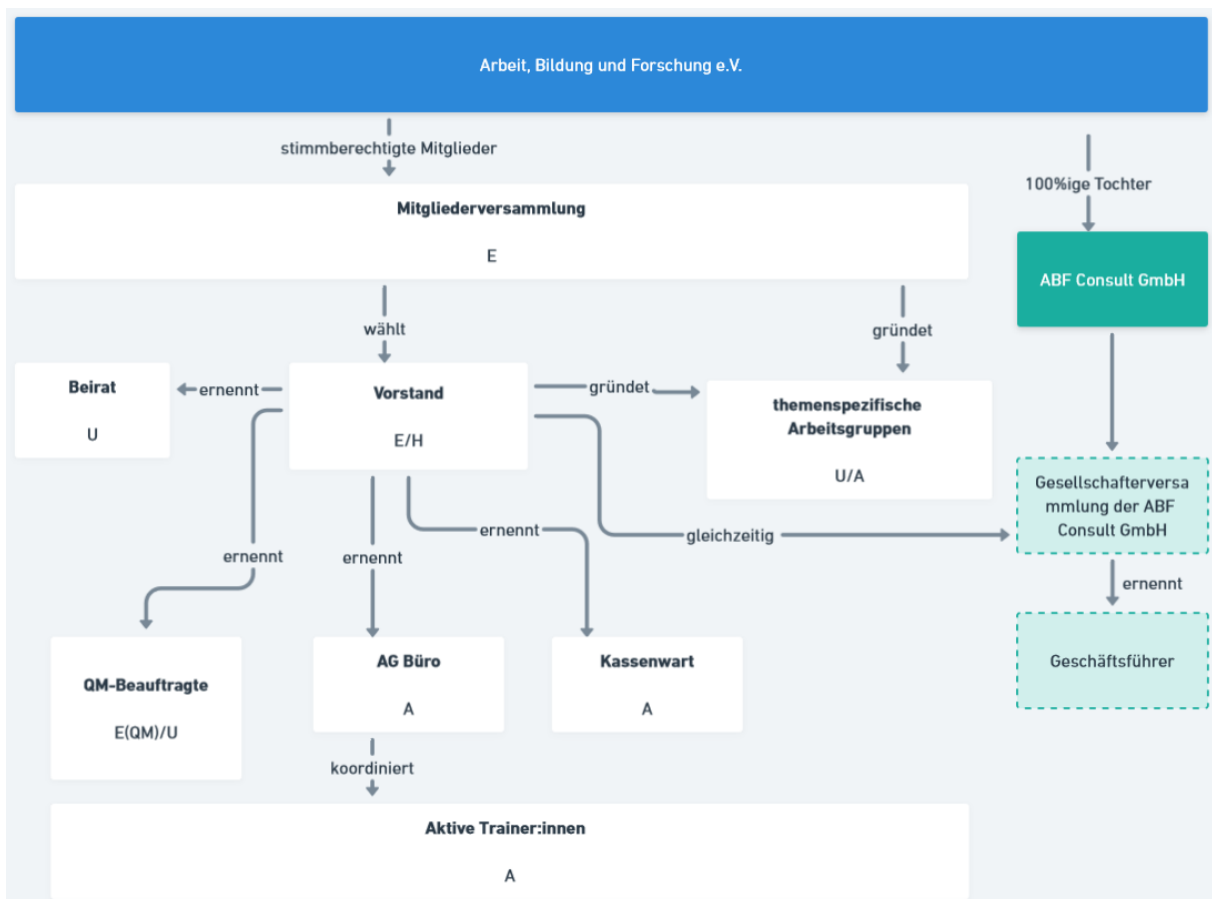 Arbeit, Bildung und Forschung e.V.
stimmberechtigte Mitglieder
100%ige Tochter
Mitgliederversammlung
E
ABF Consult GmbH
wählt
gründet
Beirat
U
ernennt
Vorstand
E/H
gründet
themenspezifische
Arbeitsgruppen
U/A
Gesellschafterversa
mmlung der ABF
Consult GmbH
ernennt
ernennt
ernennt
gleichzeitig
ernennt
QM-Beauftragte
E(QM)/U
AG Büro
A
Kassenwart
A
Geschäftsführer
koordiniert
Aktive Trainer:innen
A